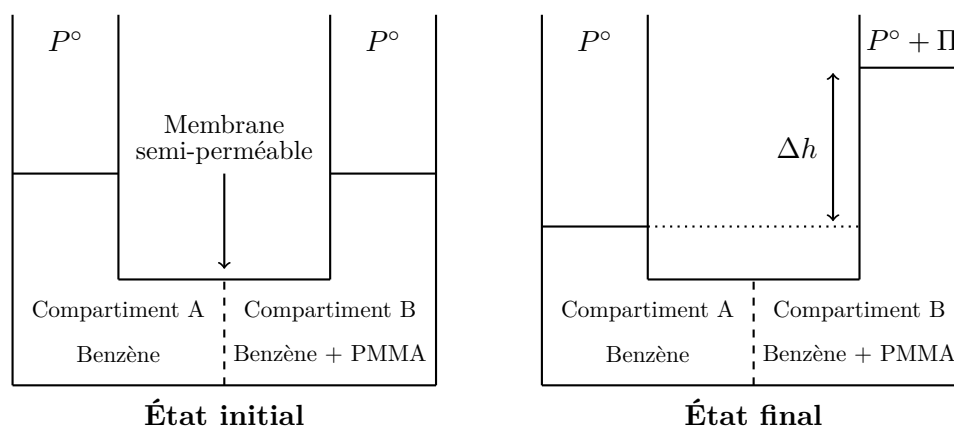 P° P°
Membrane
semi-perméable
Compartiment A Compartiment B
Benzène Benzène + PMMA
État initial
P° P° + Π
Δh
Compartiment A Compartiment B
Benzène Benzène + PMMA
État final